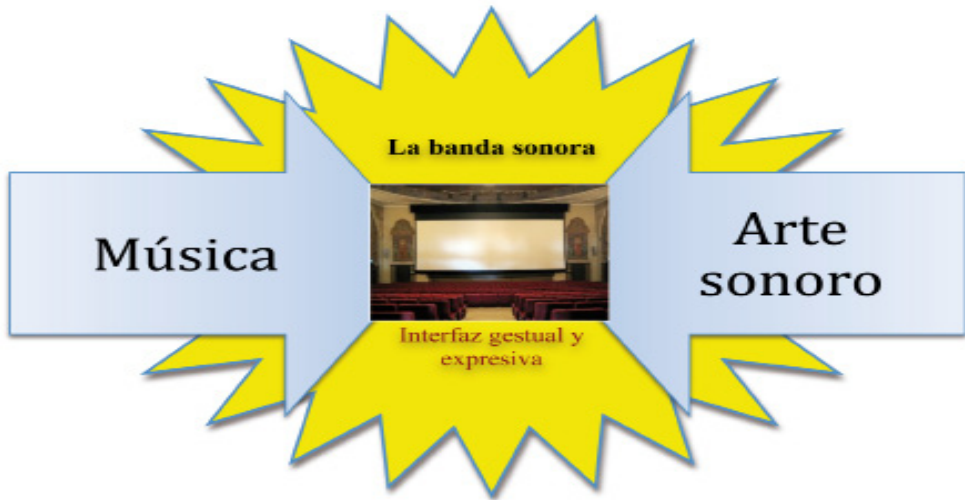 La banda sonora
Música
Arte
sonoro
Interfaz gestual y
expresiva